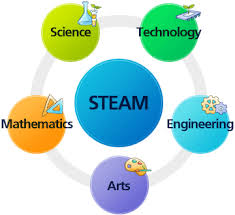 Science
Technology
STEAM
Mathematics
Engineering
Arts